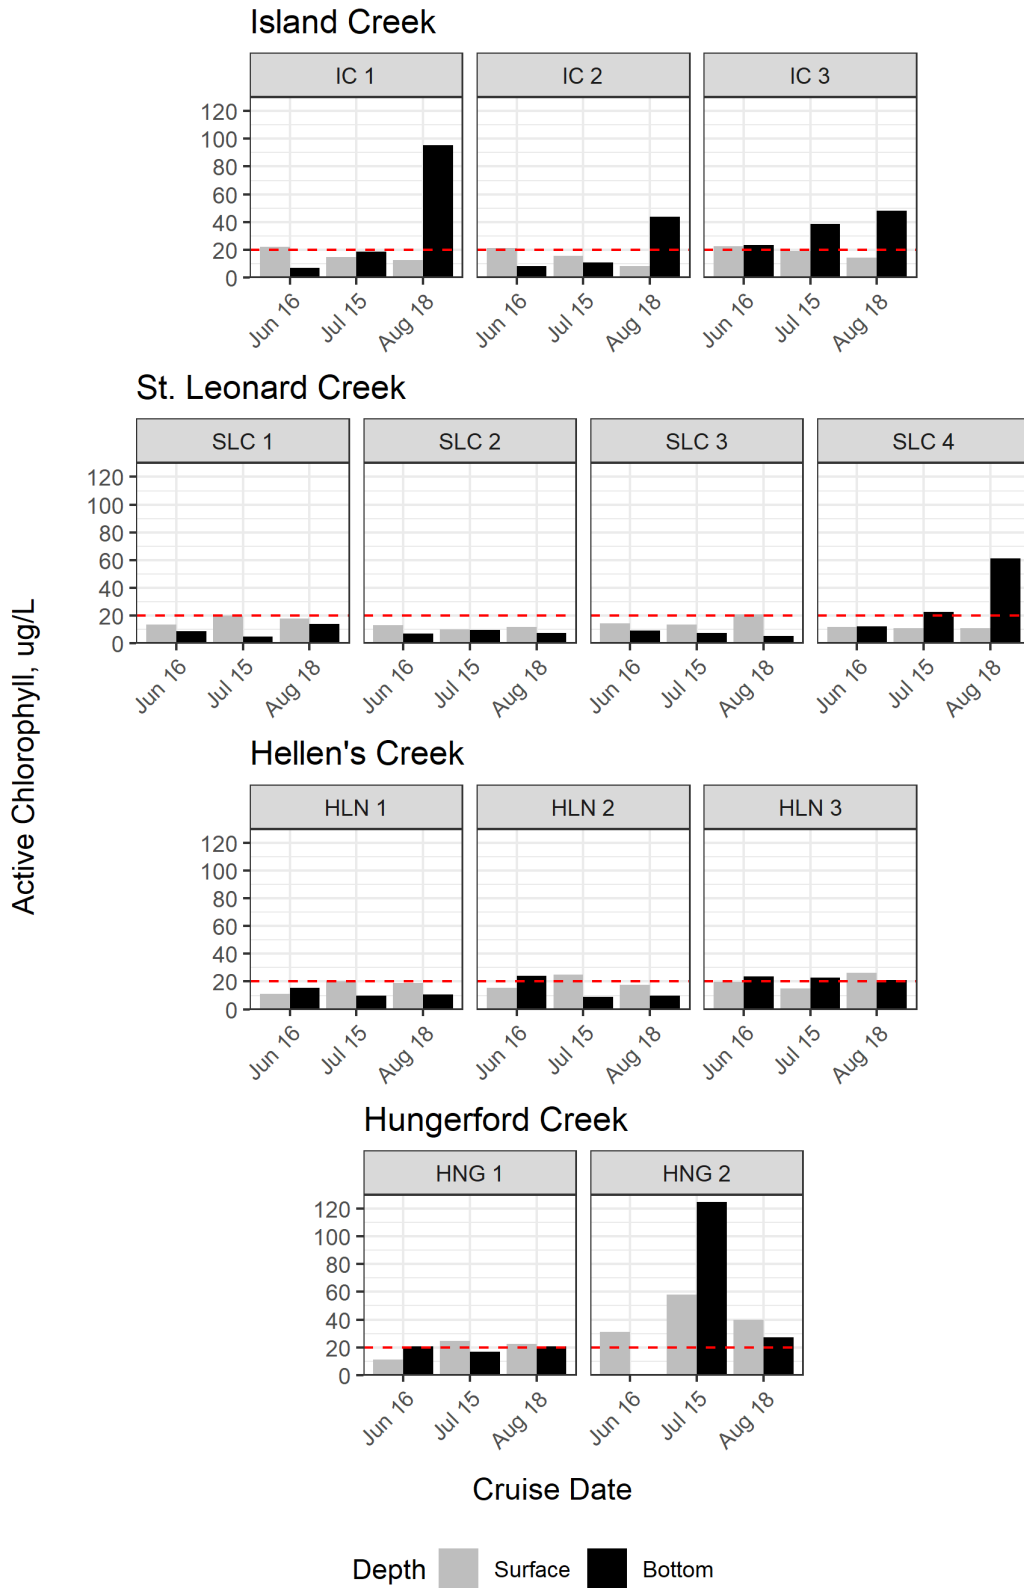 Island Creek
IC 1 IC 2 IC 3
120
100
80
60
40
20
0
Jun 16 Jul 15 Aug 18 Jun 16 Jul 15 Aug 18 Jun 16 Jul 15 Aug 18
St. Leonard Creek
SLC 1 SLC 2 SLC 3 SLC 4
120
100
80
60
40
20
0
Jun 16 Jul 15 Aug 18 Jun 16 Jul 15 Aug 18 Jun 16 Jul 15 Aug 18 Jun 16 Jul 15 Aug 18
Active Chlorophyll, ug/L
Hellen's Creek
HLN 1 HLN 2 HLN 3
120
100
80
60
40
20
0
Jun 16 Jul 15 Aug 18 Jun 16 Jul 15 Aug 18 Jun 16 Jul 15 Aug 18
Hungerford Creek
HNG 1 HNG 2
120
100
80
60
40
20
0
Jun 16 Jul 15 Aug 18 Jun 16 Jul 15 Aug 18
Cruise Date
Depth Surface Bottom